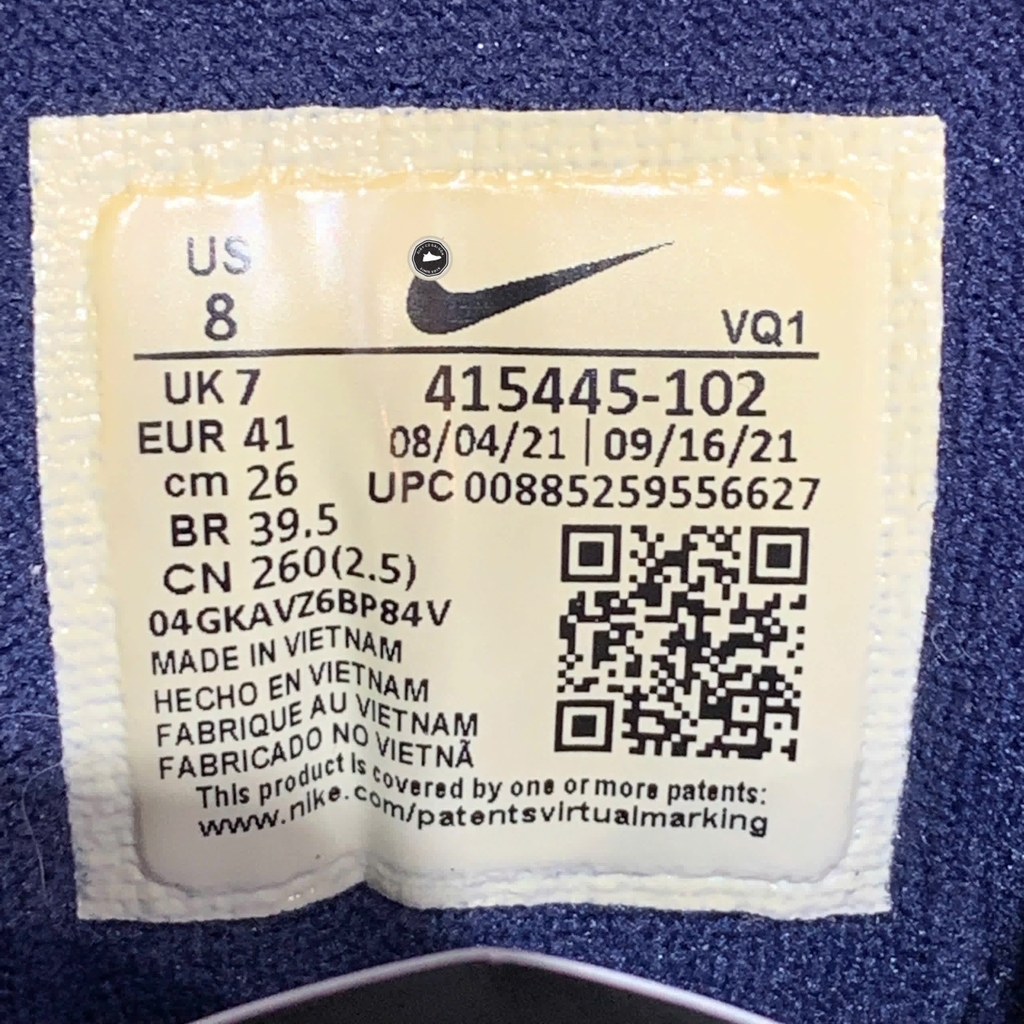 US
8
VQ1
UK 7
415445-102
EUR 41
08/04/21 | 09/16/21
cm 26
UPC 00885259556627
BR 39.5
CN 260(2.5)
04GKAVZ6BP84V
MADE IN VIETNAM
HECHO EN VIETNAM
FABRIQUE AU VIETNAM
FABRICADO NO VIETNÃ
This product is covered by one or more patents:
www.nike.com/patentsvirtualmarking